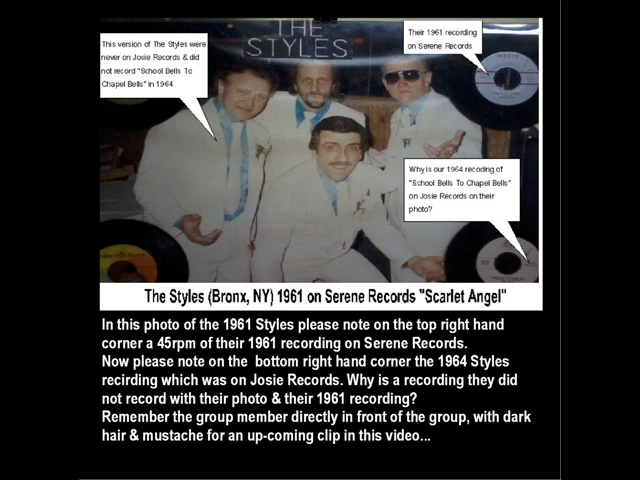 THE
STYLES
This version of The Styles were
never on Josie Records & did
not record "School Bells To
Chapel Bells" in 1964
Their 1961 recording
on Serene Records
Why is our 1964 recoding of
"School Bells To Chapel Bells"
on Josie Records on their
photo?
The Styles (Bronx, NY) 1961 on Serene Records "Scarlet Angel"
In this photo of the 1961 Styles please note on the top right hand
corner a 45rpm of their 1961 recording on Serene Records.
Now please note on the bottom right hand corner the 1964 Styles
recirding which was on Josie Records. Why is a recording they did
not record with their photo & their 1961 recording?
Remember the group member directly in front of the group, with dark
hair & mustache for an up-coming clip in this video...